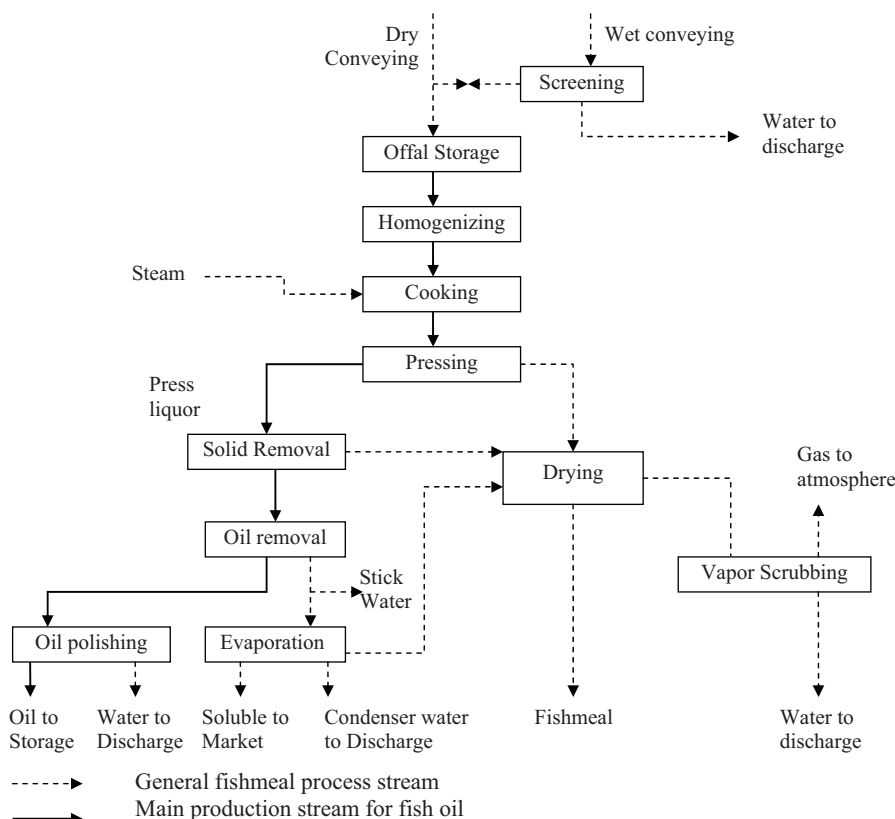 Dry
Conveying
Wet conveying
Screening
Water to
discharge
Offal Storage
Homogenizing
Steam
Cooking
Pressing
Press
liquor
Solid Removal
Drying
Gas to
atmosphere
Oil removal
Stick
Water
Vapor Scrubbing
Oil polishing
Evaporation
Oil to
Storage
Water to
Discharge
Soluble to
Market
Condenser water
to Discharge
Fishmeal
Water to
discharge
General fishmeal process stream
Main production stream for fish oil